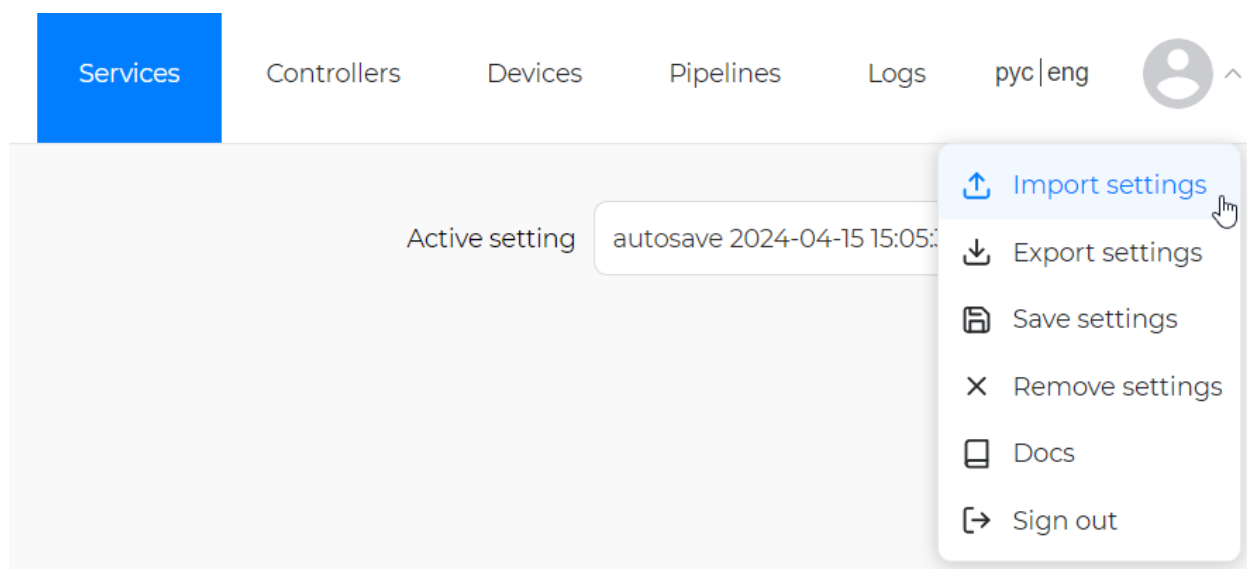 Services Controllers Devices Pipelines Logs рус|eng
Import settings
Active setting autosave 2024-04-15 15:05:
Export settings
Save settings
Remove settings
Docs
Sign out